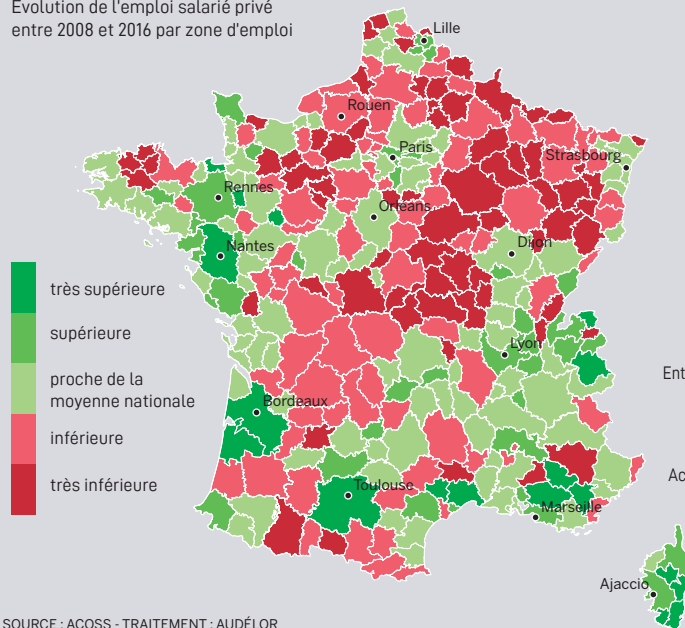 Evolution de l'emploi salarié privé
entre 2008 et 2016 par zone d'emploi
Lille
Rouen
Paris
Strasbourg
Rennes
Orléans
Nantes
Dijon
très supérieure
supérieure
Lyon
proche de la
moyenne nationale
Ent
Bordeaux
inférieure
Ac
très inférieure
Toulouse
Marseille
Ajaccio
SOURCE : ACOSS - TRAITEMENT : AUDÉLOR